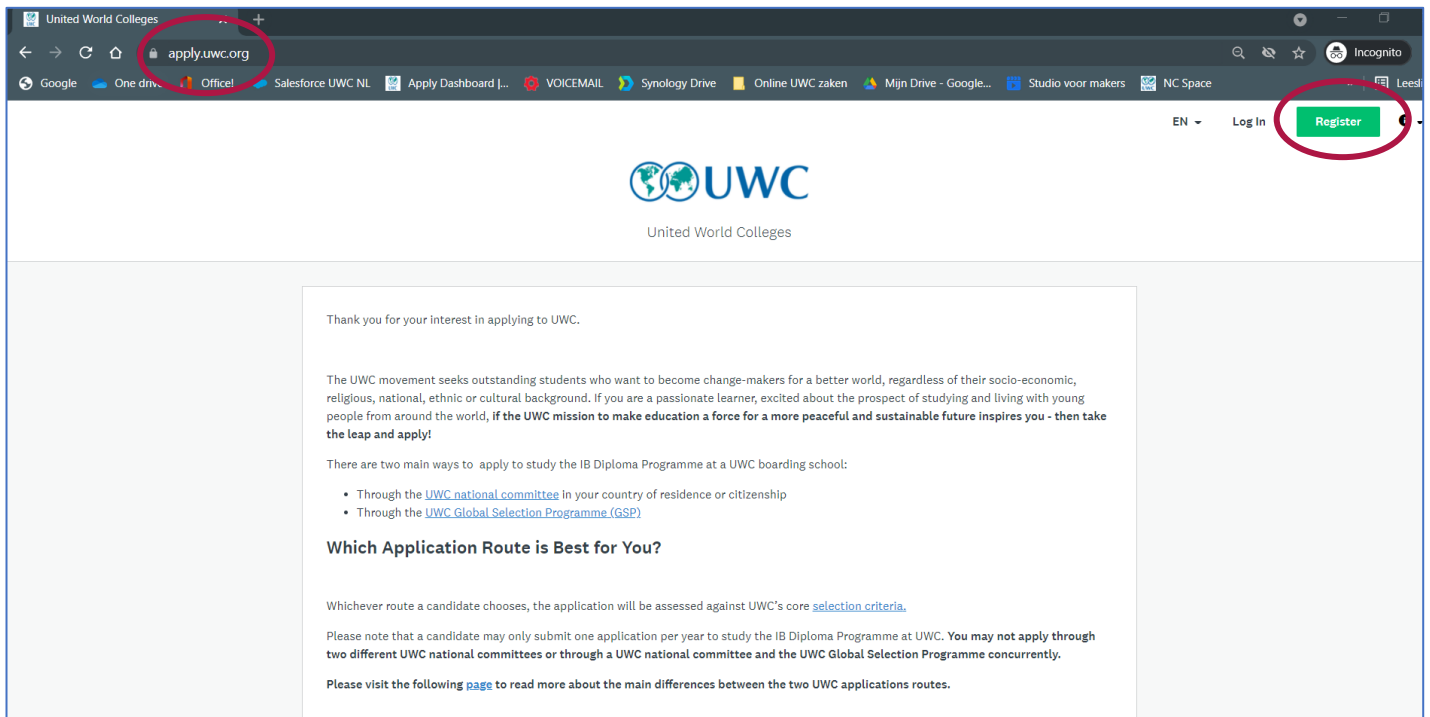 United World Colleges
apply.uwc.org
Incognito
Google One drive Office! Salesforce UWC NL Apply Dashboard |... VOICEMAIL Synology Drive Online UWC zaken Mijn Drive - Google... Studio voor makers NC Space Leesli
EN Log In Register
UWC
United World Colleges
Thank you for your interest in applying to UWC.
The UWC movement seeks outstanding students who want to become change-makers for a better world, regardless of their socio-economic,
religious, national, ethnic or cultural background. If you are a passionate learner, excited about the prospect of studying and living with young
people from around the world, if the UWC mission to make education a force for a more peaceful and sustainable future inspires you - then take
the leap and apply!
There are two main ways to apply to study the IB Diploma Programme at a UWC boarding school:
• Through the UWC national committee in your country of residence or citizenship
• Through the UWC Global Selection Programme (GSP)
Which Application Route is Best for You?
Whichever route a candidate chooses, the application will be assessed against UWC's core selection criteria.
Please note that a candidate may only submit one application per year to study the IB Diploma Programme at UWC. You may not apply through
two different UWC national committees or through a UWC national committee and the UWC Global Selection Programme concurrently.
Please visit the following page to read more about the main differences between the two UWC applications routes.